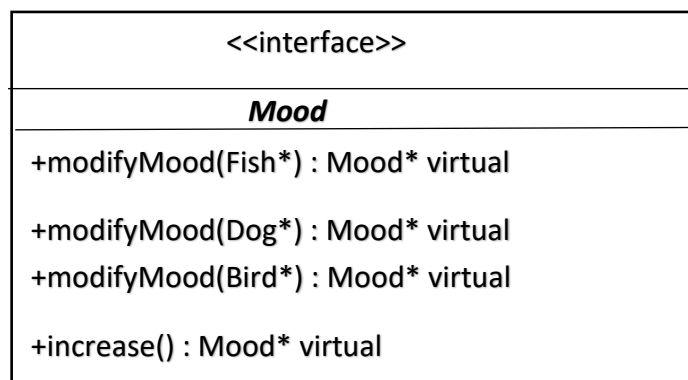 <<interface>>
Mood
+modifyMood(Fish*) : Mood* virtual
+modifyMood(Dog*) : Mood* virtual
+modifyMood(Bird*) : Mood* virtual
+increase() : Mood* virtual